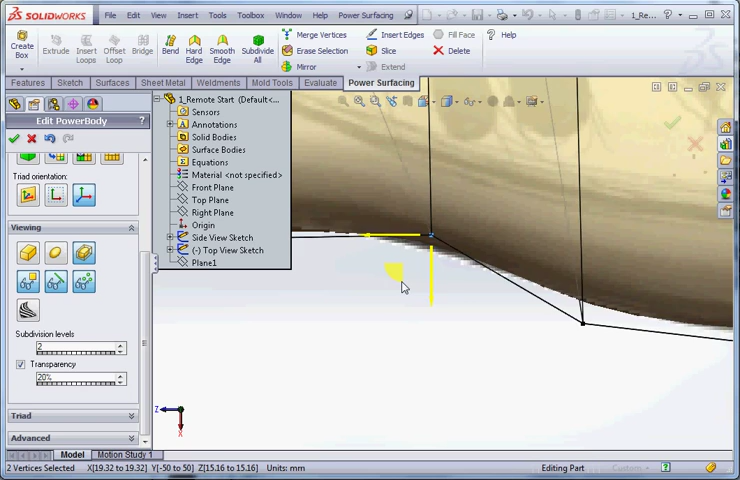 SOLIDWORKS File Edit View Insert Tools Toolbox Window Help Power Surfacing 1_Re...
Create Box
Extrude
Insert Loops
Offset Loop
Bridge
Bend
Hard Edge
Smooth Edge
Subdivide All
Merge Vertices
Erase Selection
Mirror
Insert Edges
Slice
Extend
Fill Face
Delete
Help
Features Sketch Surfaces Sheet Metal Weldments Mold Tools Evaluate Power Surfacing
Edit PowerBody ?
Triad orientation:
Viewing
Subdivision levels
2
Transparency
20%
Triad
Advanced
1_Remote Start (Default<...
Sensors
Annotations
Solid Bodies
Surface Bodies
Equations
Material <not specified>
Front Plane
Top Plane
Right Plane
Origin
Side View Sketch
(-) Top View Sketch
Plane1
Z
X
Model Motion Study 1
2 Vertices Selected X[19.32 to 19.32] Y[-50 to 50] Z[15.16 to 15.16] Units: mm Editing Part Custom